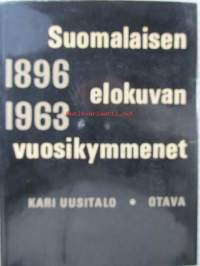 Suomalaisen
1896
elokuvan
1963
vuosikymmenet
KARI UUSITALO • OTAVA